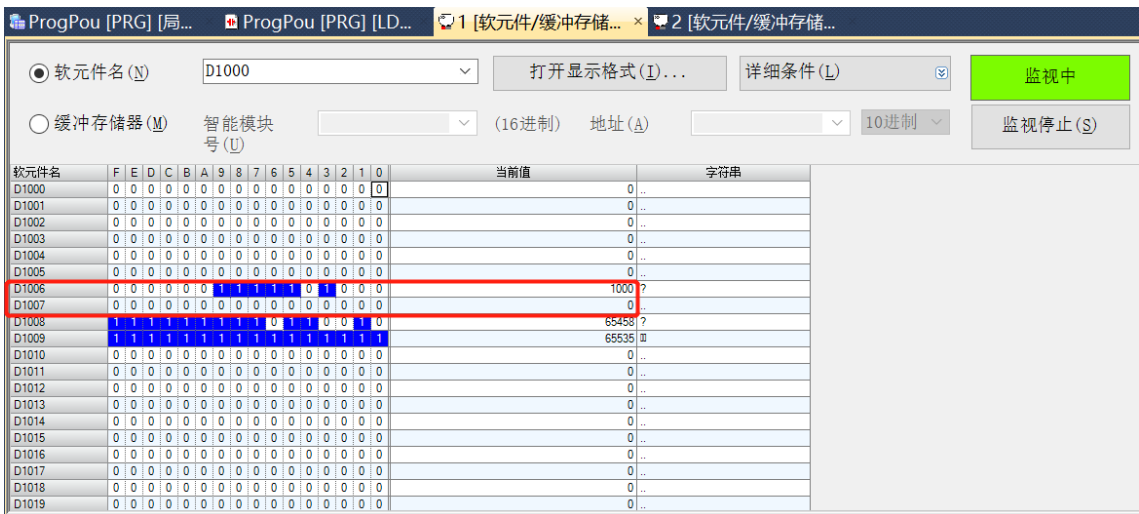 ProgPou [PRG] [局... ProgPou [PRG] [LD... 1 [软元件/缓冲存储... × 2 [软元件/缓冲存储...
软元件名(N) D1000 打开显示格式(I)... 详细条件(L) 监视中
缓冲存储器(M) 智能模块号(U) (16进制) 地址(A) 10进制 监视停止(S)
软元件名 F E D C B A 9 8 7 6 5 4 3 2 1 0 当前值 字符串
D1000 0 0 0 0 0 0 0 0 0 0 0 0 0 0 0 0 0 ..
D1001 0 0 0 0 0 0 0 0 0 0 0 0 0 0 0 0 0 ..
D1002 0 0 0 0 0 0 0 0 0 0 0 0 0 0 0 0 0 ..
D1003 0 0 0 0 0 0 0 0 0 0 0 0 0 0 0 0 0 ..
D1004 0 0 0 0 0 0 0 0 0 0 0 0 0 0 0 0 0 ..
D1005 0 0 0 0 0 0 0 0 0 0 0 0 0 0 0 0 0 ..
D1006 0 0 0 0 0 0 1 1 1 1 1 0 1 0 0 0 1000 ?
D1007 0 0 0 0 0 0 0 0 0 0 0 0 0 0 0 0 0 ..
D1008 1 1 1 1 1 1 1 1 1 0 1 1 0 0 1 0 65458 ?
D1009 1 1 1 1 1 1 1 1 1 1 1 1 1 1 1 1 65535
D1010 0 0 0 0 0 0 0 0 0 0 0 0 0 0 0 0 0 ..
D1011 0 0 0 0 0 0 0 0 0 0 0 0 0 0 0 0 0 ..
D1012 0 0 0 0 0 0 0 0 0 0 0 0 0 0 0 0 0 ..
D1013 0 0 0 0 0 0 0 0 0 0 0 0 0 0 0 0 0 ..
D1014 0 0 0 0 0 0 0 0 0 0 0 0 0 0 0 0 0 ..
D1015 0 0 0 0 0 0 0 0 0 0 0 0 0 0 0 0 0 ..
D1016 0 0 0 0 0 0 0 0 0 0 0 0 0 0 0 0 0 ..
D1017 0 0 0 0 0 0 0 0 0 0 0 0 0 0 0 0 0 ..
D1018 0 0 0 0 0 0 0 0 0 0 0 0 0 0 0 0 0 ..
D1019 0 0 0 0 0 0 0 0 0 0 0 0 0 0 0 0 0 ..